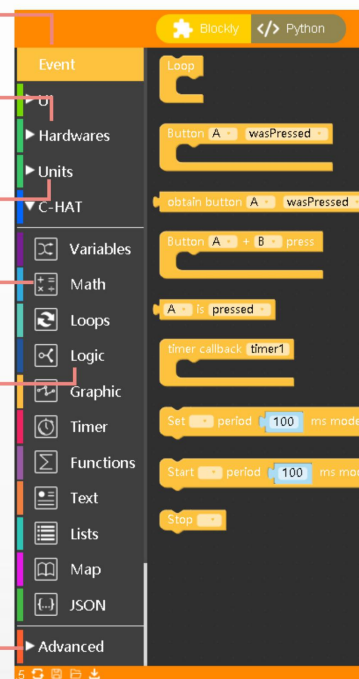 Blockly </> Python
Event
UI
Hardwares
Units
C-HAT
Variables
Math
Loops
Logic
Graphic
Timer
Functions
Text
Lists
Map
JSON
Advanced
Loop
Button A wasPressed
obtain button A wasPressed
Button A + B press
A is pressed
timer callback timer1
Set period 100 ms mode
Start period 100 ms mod
Stop
5